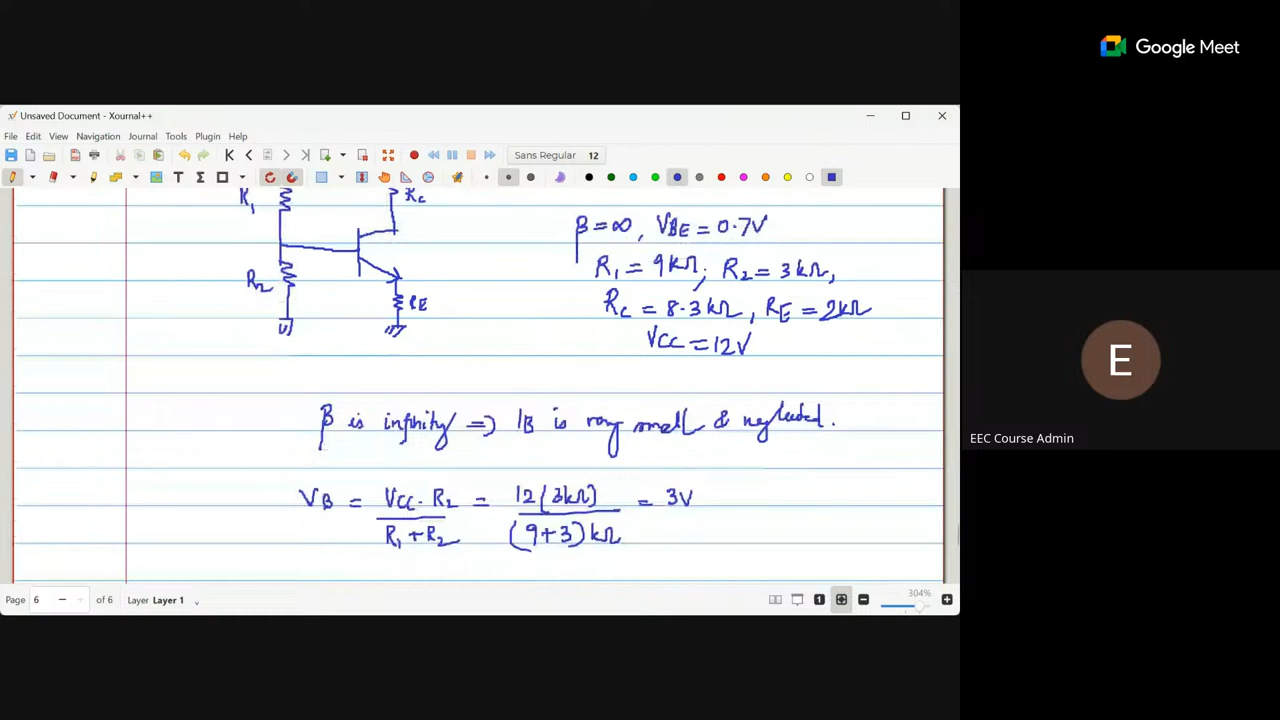 Google Meet
Unsaved Document - Xournal++
File Edit View Navigation Journal Tools Plugin Help
Sans Regular 12
R1
RC
R2
RE
β = ∞, VBE = 0.7V
R1 = 9kΩ; R2 = 3kΩ,
RC = 8.3kΩ, RE = 2kΩ
VCC = 12V
β is infinity => IB is very small & neglected.
VB = VCC . R2 / R1 + R2 = 12(3kΩ) / (9+3)kΩ = 3V
E
EEC Course Admin
Page 6 of 6 Layer Layer 1
1
304%